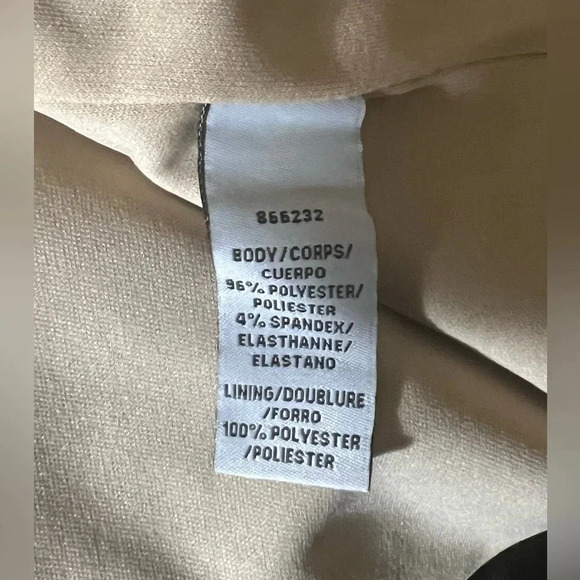 866232
BODY/CORPS/
CUERPO
96% POLYESTER/
POLIESTER
4% SPANDEX/
ELASTHANNE/
ELASTANO
LINING/DOUBLURE
/FORRO
100% POLYESTER
/POLIESTER